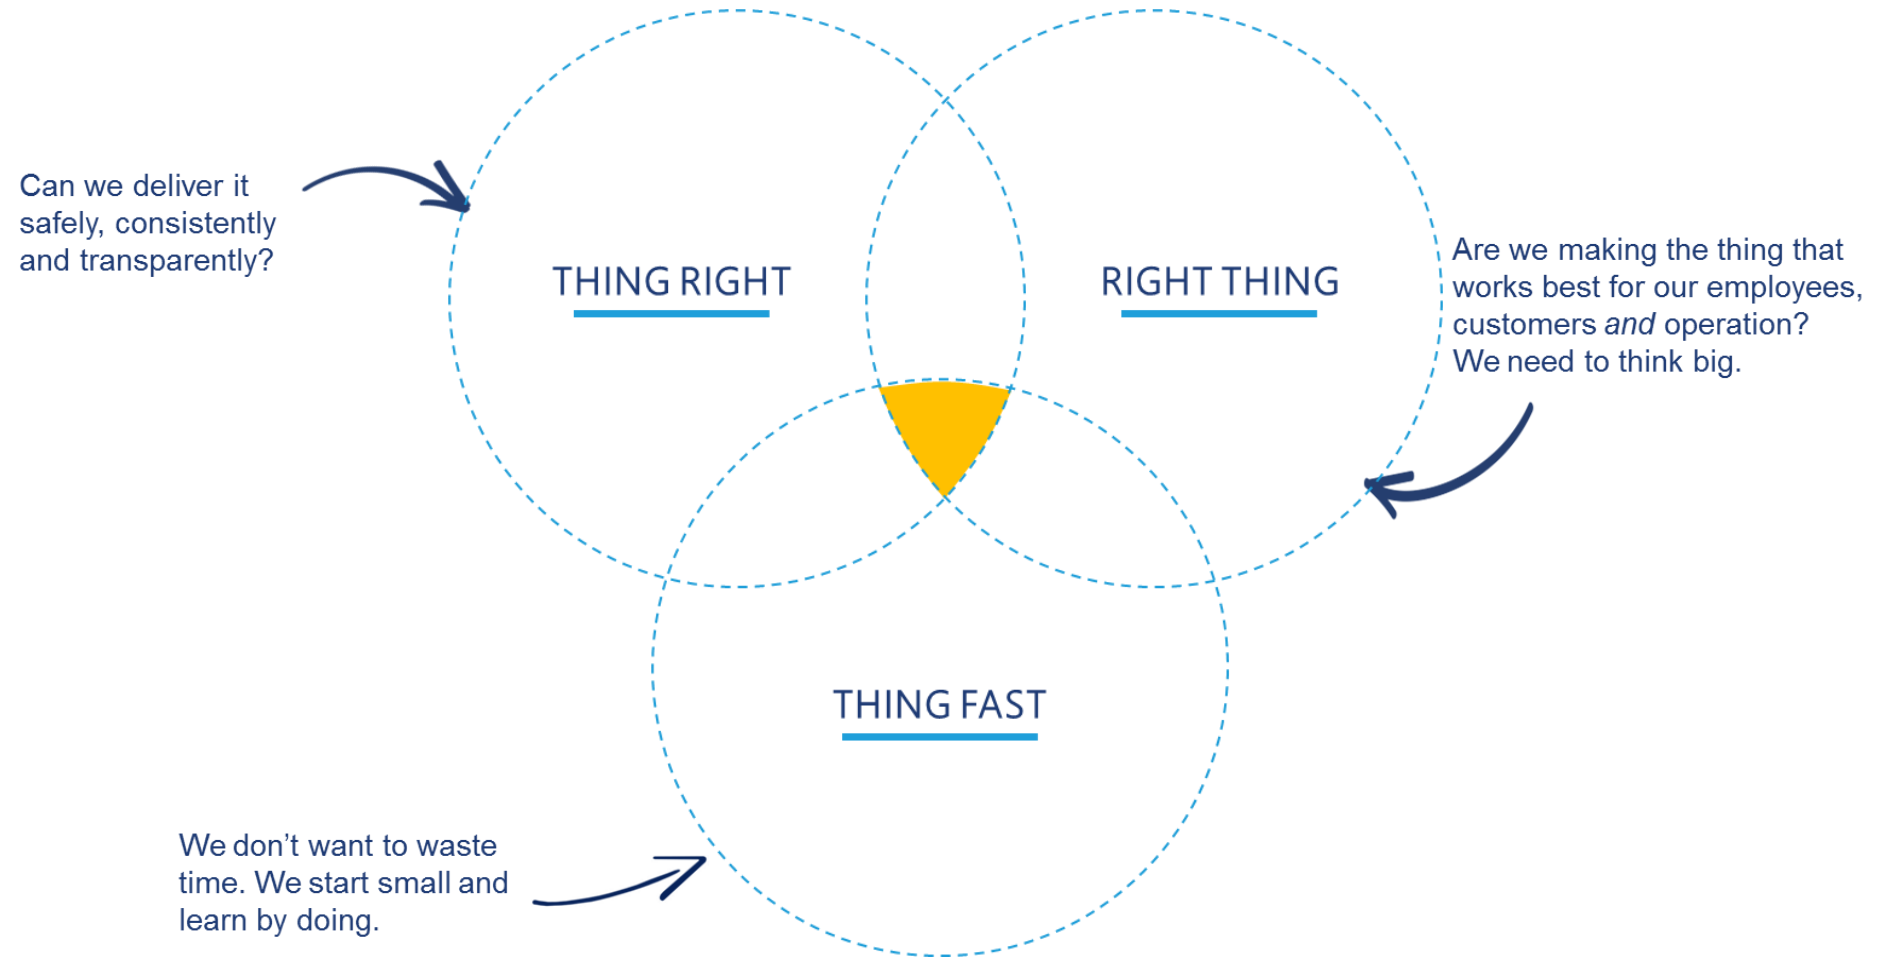 Can we deliver it
safely, consistently
and transparently?
THING RIGHT
RIGHT THING
Are we making the thing that
works best for our employees,
customers and operation?
We need to think big.
THING FAST
We don’t want to waste
time. We start small and
learn by doing.